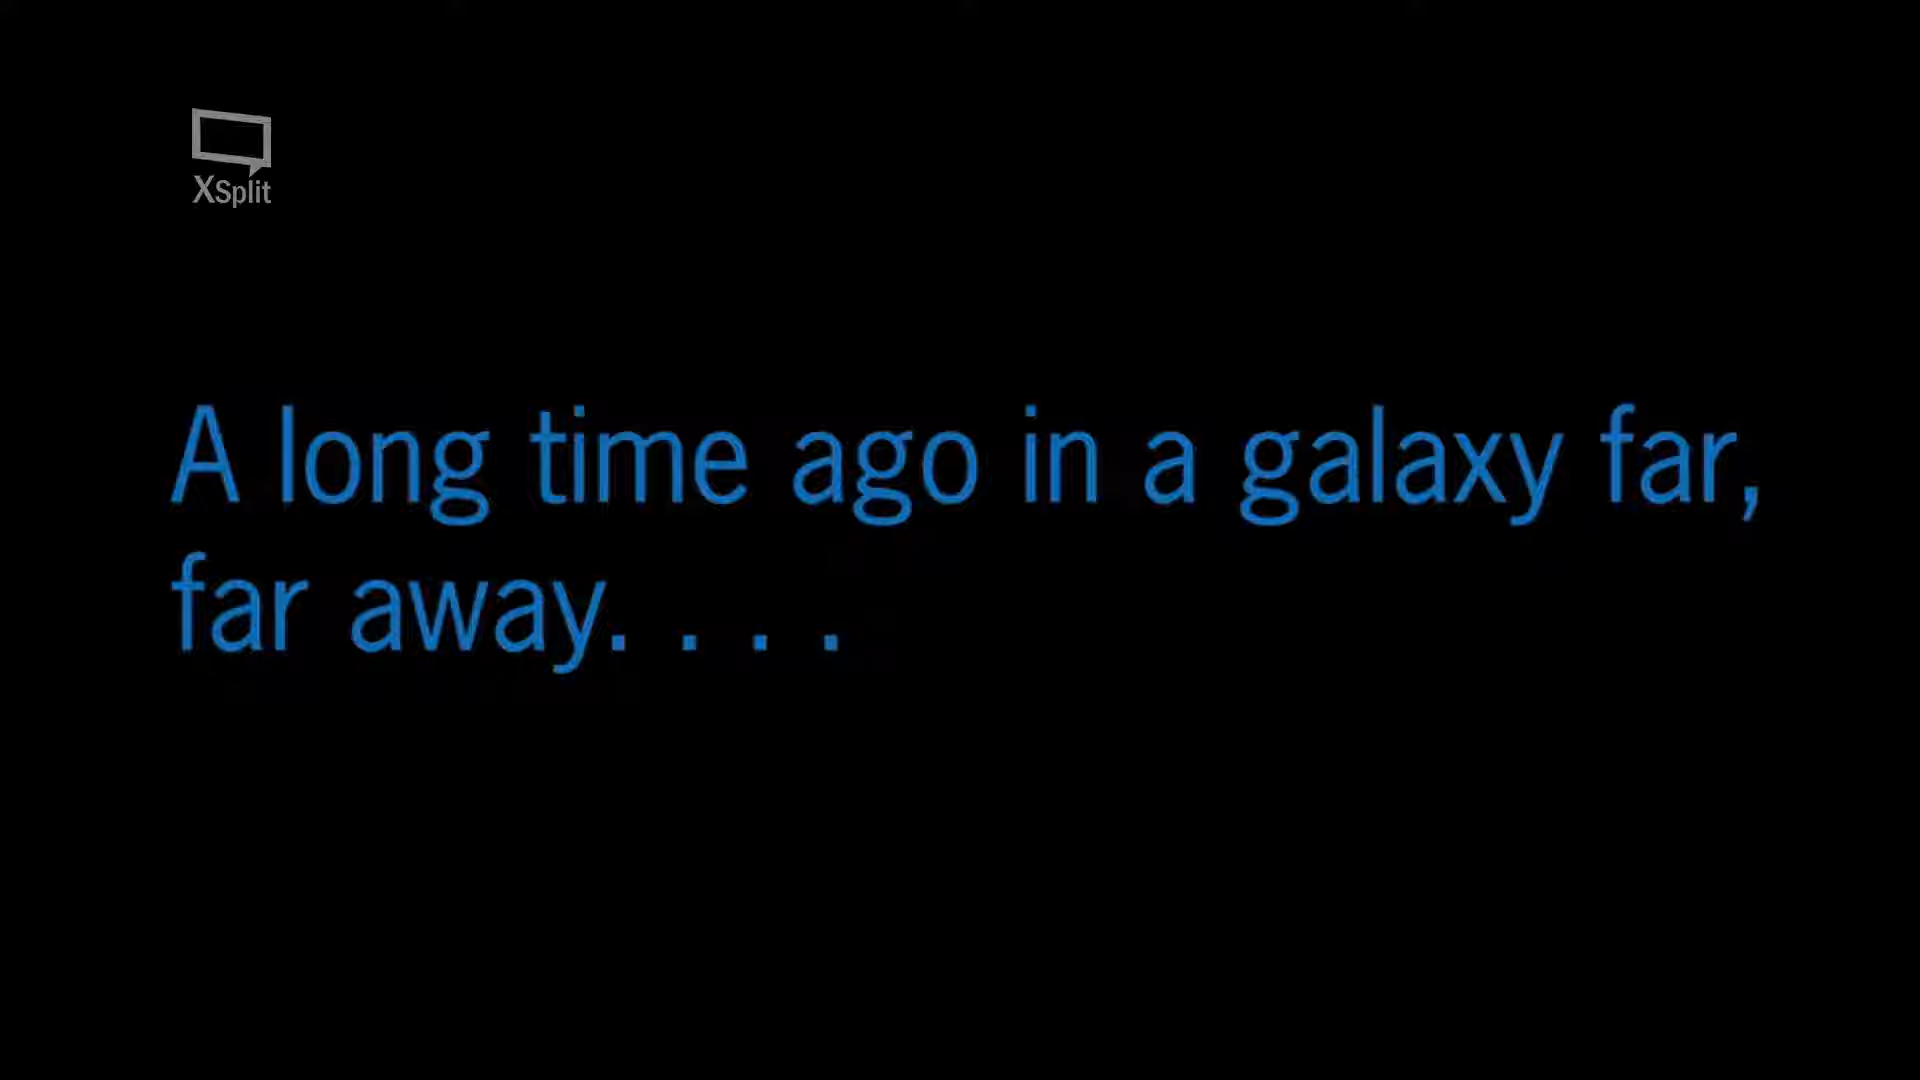 XSplit
A long time ago in a galaxy far,
far away. . . .